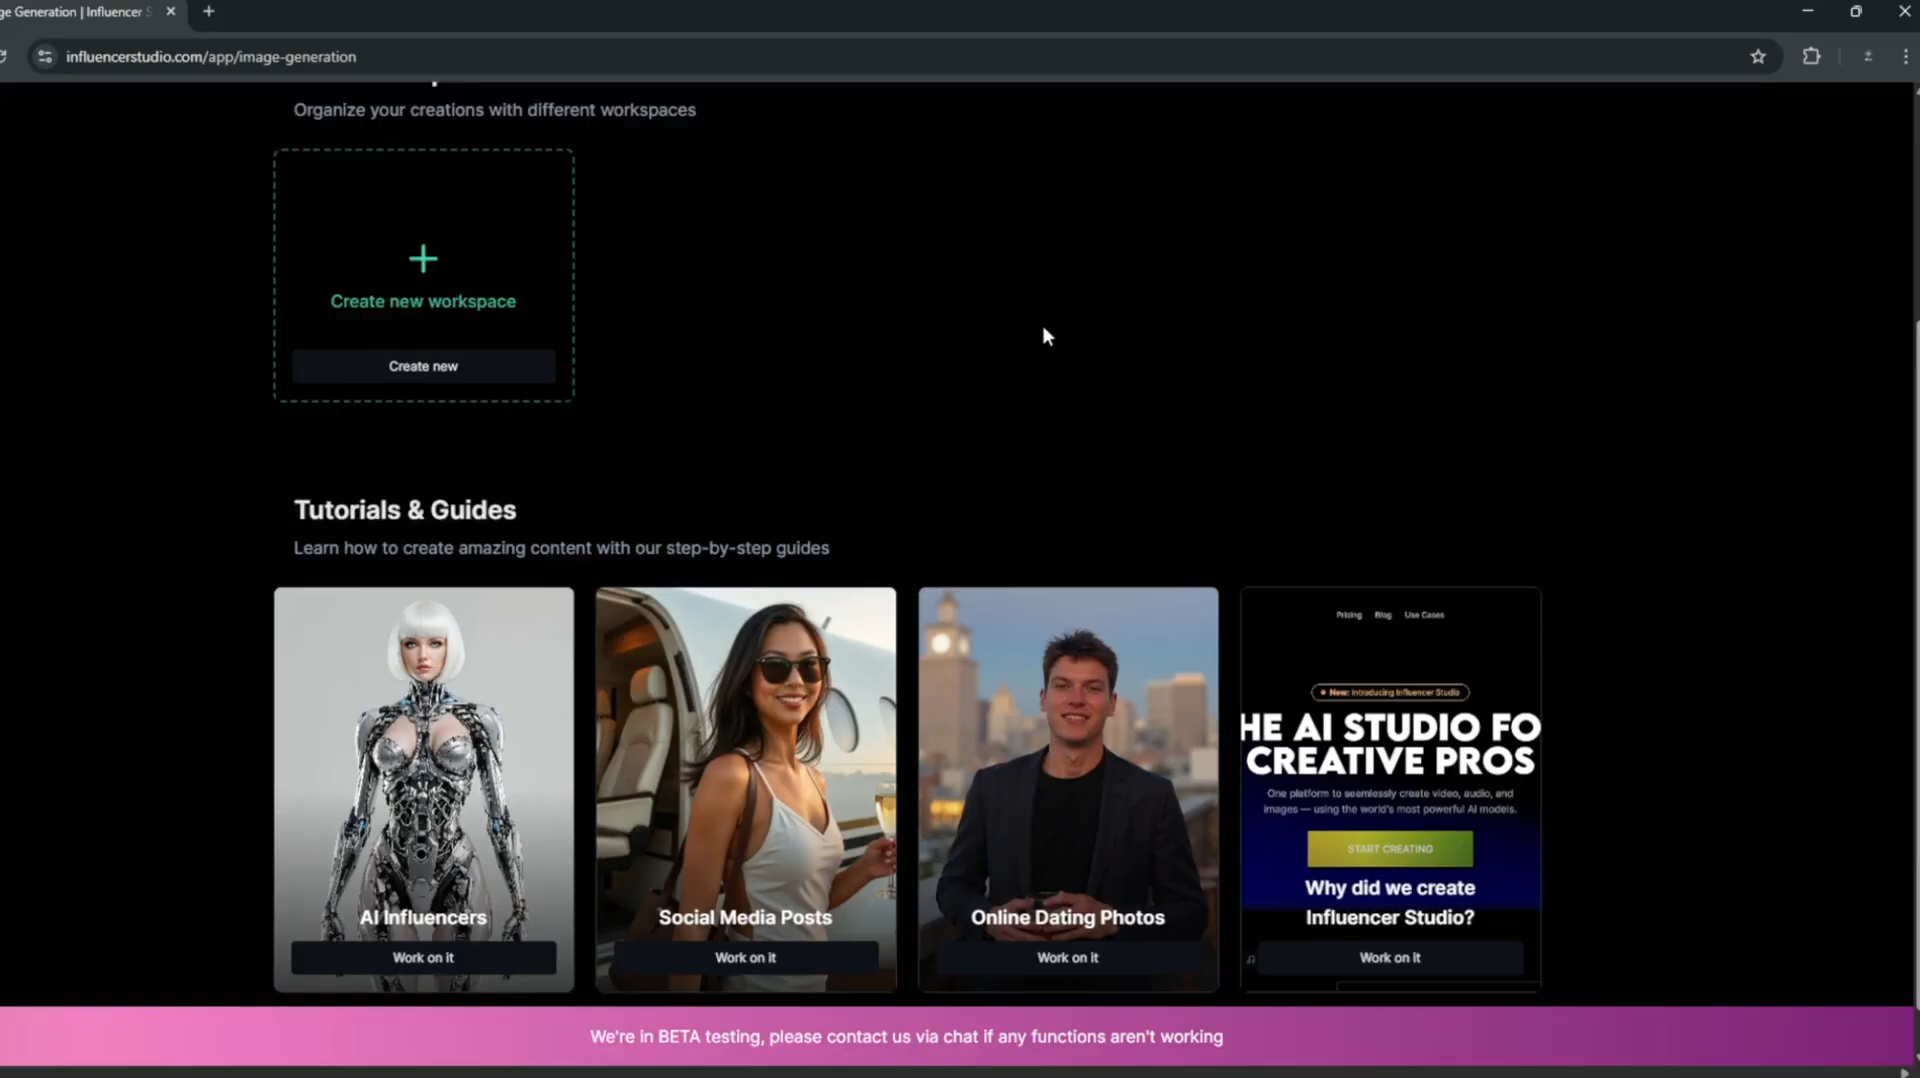 ge Generation | Influencer S
influencerstudio.com/app/image-generation
Organize your creations with different workspaces
Create new workspace
Create new
Tutorials & Guides
Learn how to create amazing content with our step-by-step guides
AI Influencers
Work on it
Social Media Posts
Work on it
Online Dating Photos
Work on it
Pricing Blog Use Cases
New: Introducing Influencer Studio
HE AI STUDIO FO
CREATIVE PROS
One platform to seamlessly create video, audio, and
images — using the world's most powerful AI models.
START CREATING
Why did we create
Influencer Studio?
Work on it
We're in BETA testing, please contact us via chat if any functions aren't working